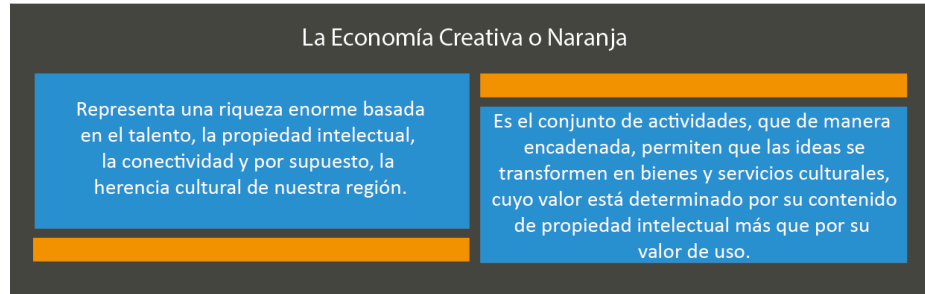 La Economía Creativa o Naranja
Representa una riqueza enorme basada
en el talento, la propiedad intelectual,
la conectividad y por supuesto, la
herencia cultural de nuestra región.
Es el conjunto de actividades, que de manera
encadenada, permiten que las ideas se
transformen en bienes y servicios culturales,
cuyo valor está determinado por su contenido
de propiedad intelectual más que por su
valor de uso.